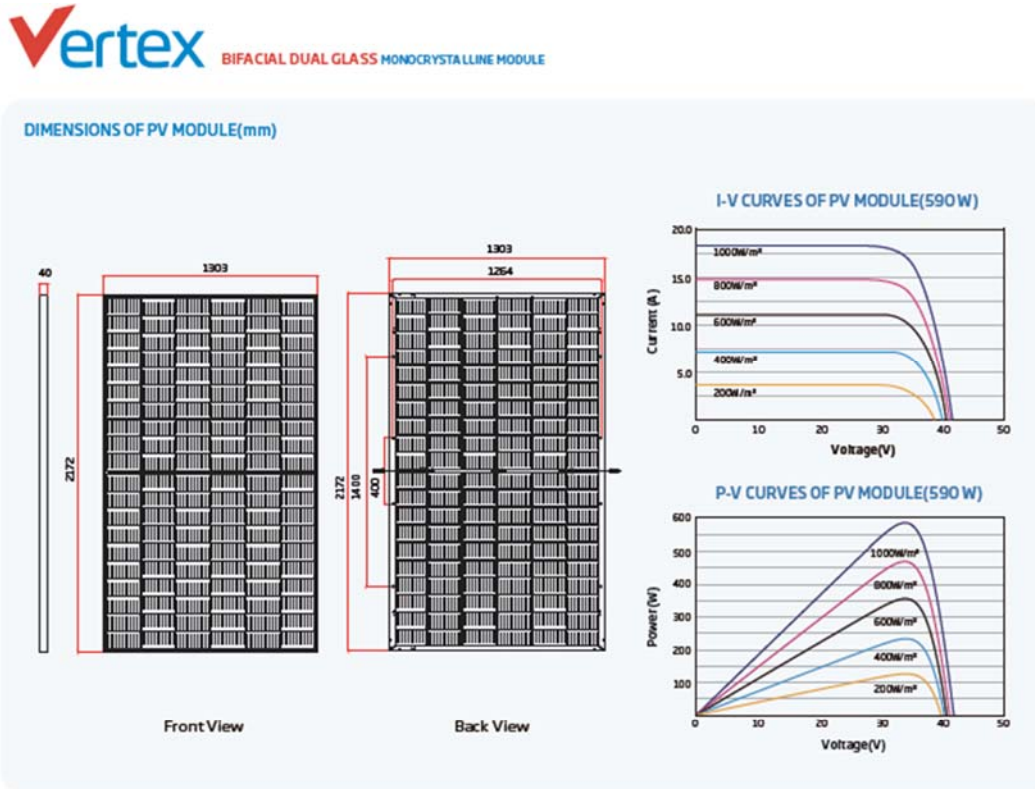 Vertex BIFACIAL DUAL GLASS MONOCRYSTALLINE MODULE
DIMENSIONS OF PV MODULE(mm)
40
1303
2172
Front View
1303
1264
2172
1400
400
Back View
I-V CURVES OF PV MODULE(590 W)
Current (A)
20.0
15.0
10.0
5.0
1000W/m²
800W/m²
600W/m²
400W/m²
200W/m²
0 10 20 30 40 50
Voltage(V)
P-V CURVES OF PV MODULE(590 W)
Power(W)
600
500
400
300
200
100
1000W/m²
800W/m²
600W/m²
400W/m²
200W/m²
0 10 20 30 40 50
Voltage(V)